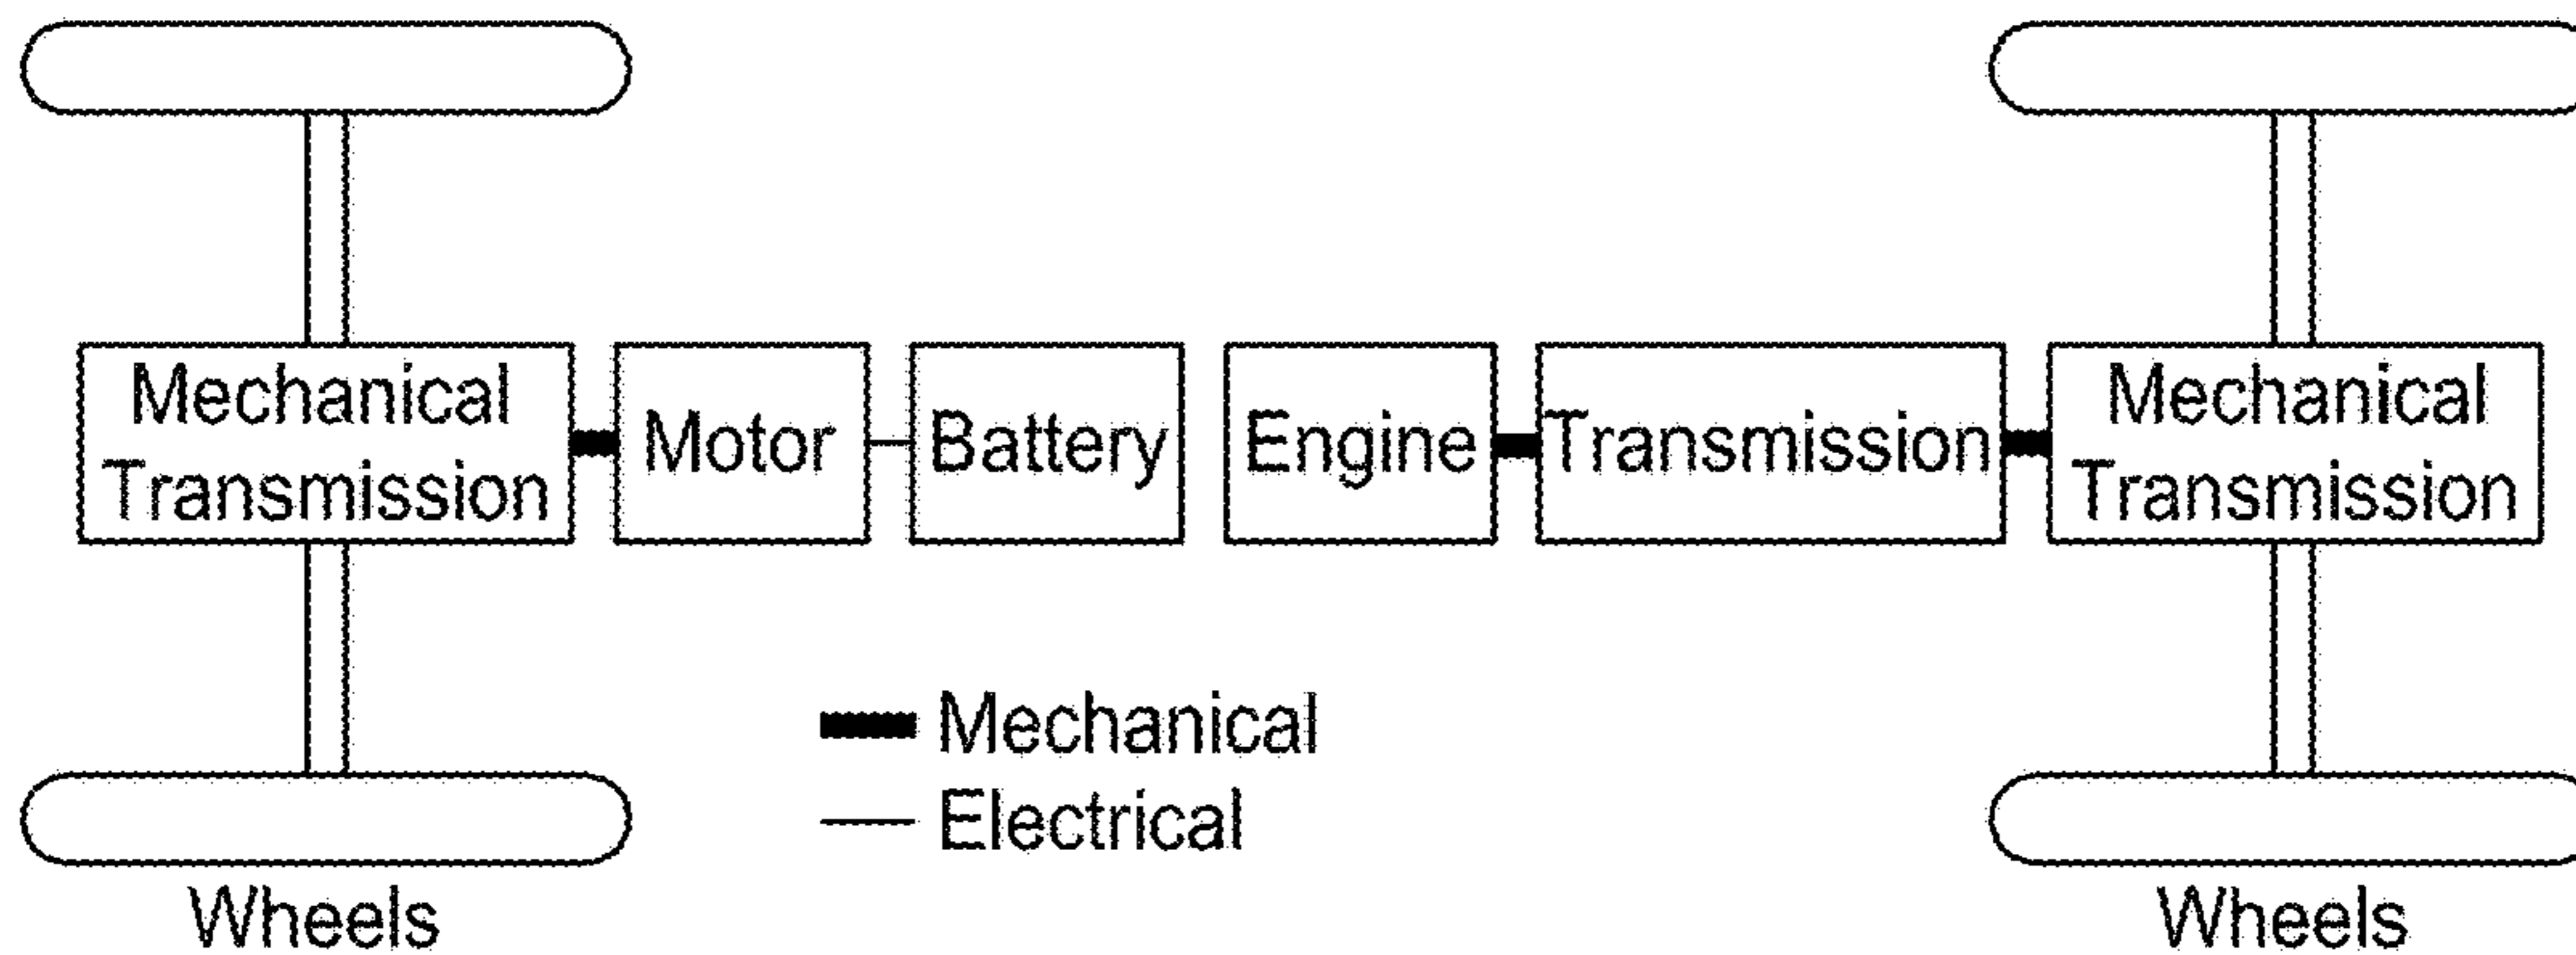 Mechanical
Transmission
Motor
Battery
Engine
Transmission
Mechanical
Transmission
Mechanical
Electrical
Wheels
Wheels